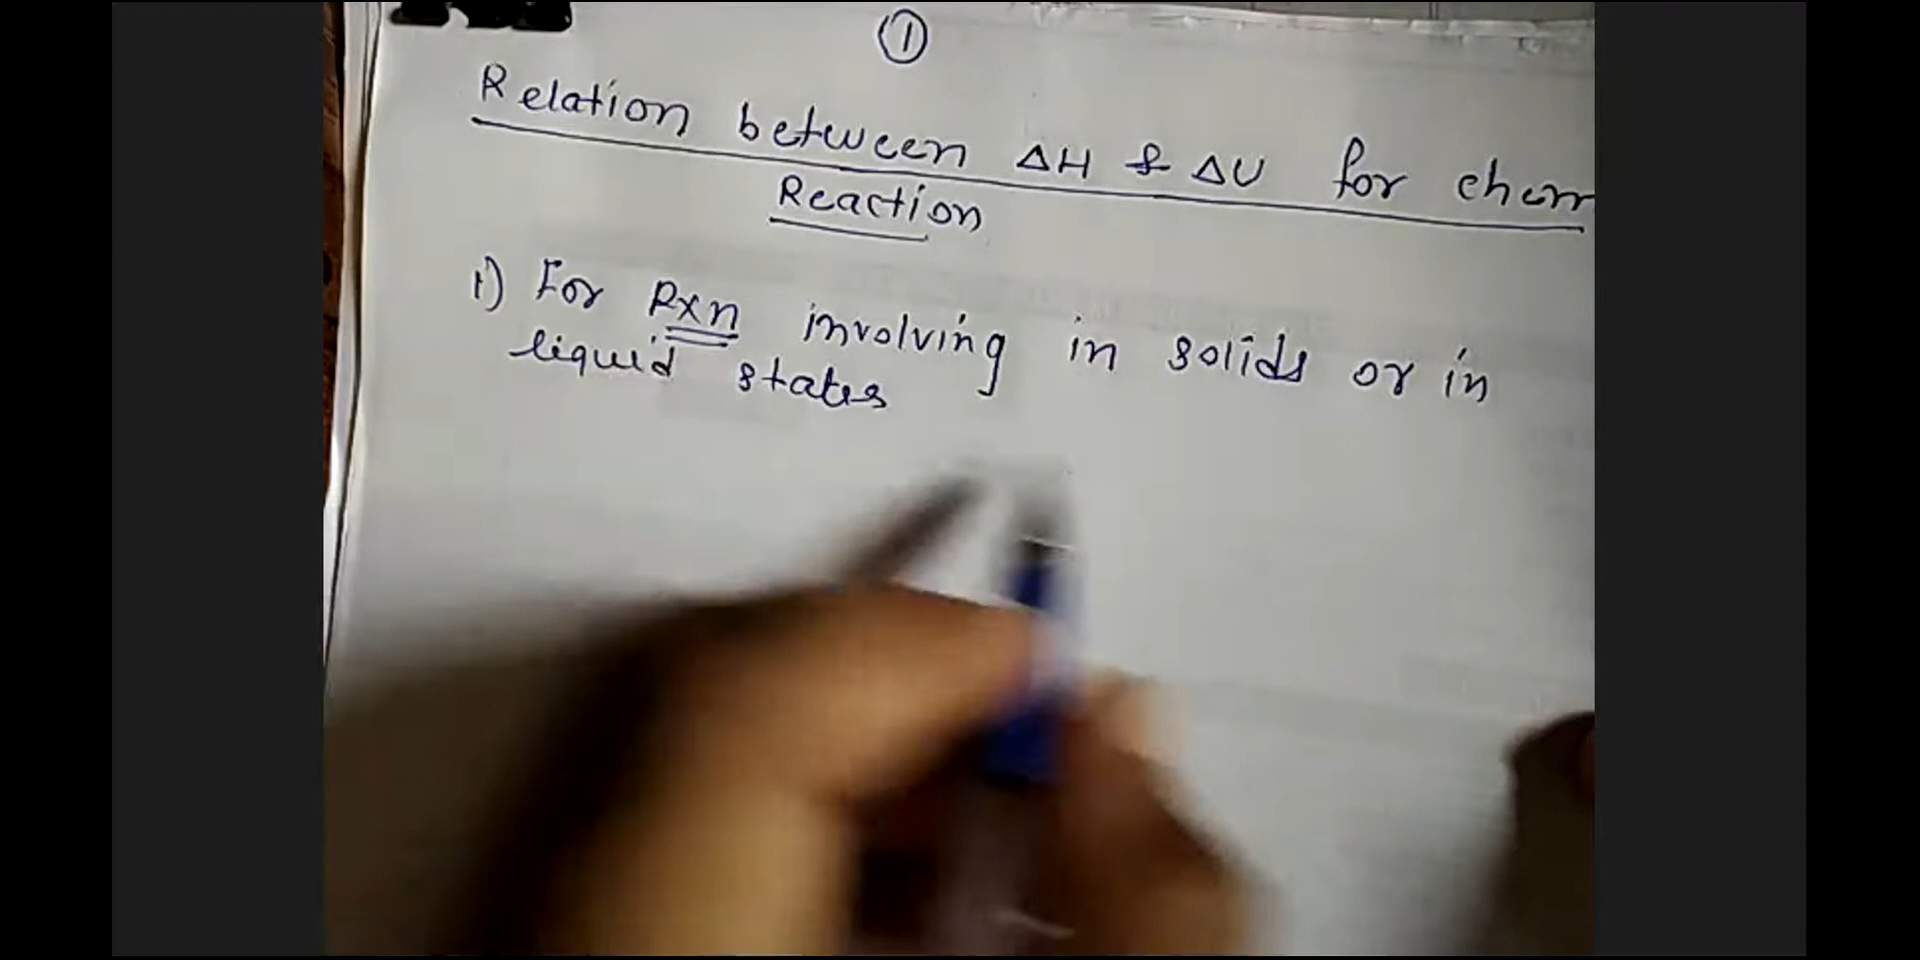 1
Relation between ΔH & ΔU for chem
Reaction
1) For Rxn involving in solids or in
liquid states